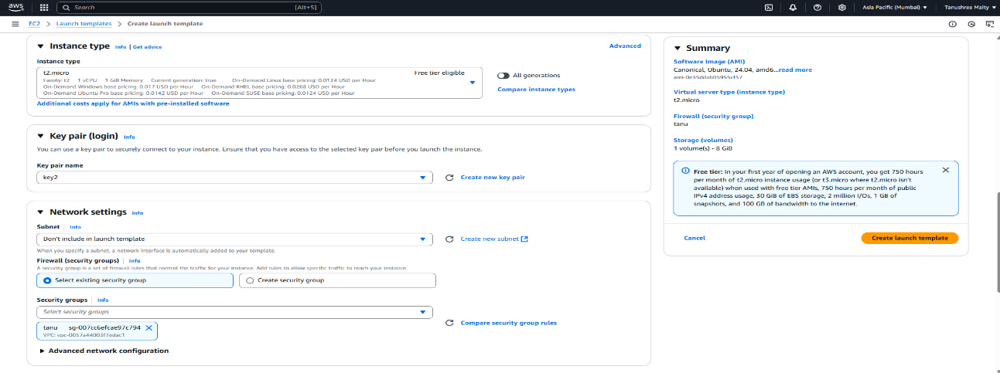 aws
Search [Alt+S]
Asia Pacific (Mumbai)
Tanushree Maity
EC2 > Launch templates > Create launch template
Instance type Info | Get advice
Advanced
Instance type
t2.micro Free tier eligible
Family: t2 1 vCPU 1 GiB Memory Current generation: true On-Demand Linux base pricing: 0.0124 USD per Hour
On-Demand Windows base pricing: 0.017 USD per Hour On-Demand RHEL base pricing: 0.0268 USD per Hour
On-Demand Ubuntu Pro base pricing: 0.0142 USD per Hour On-Demand SUSE base pricing: 0.0124 USD per Hour
All generations
Compare instance types
Additional costs apply for AMIs with pre-installed software
Key pair (login) Info
You can use a key pair to securely connect to your instance. Ensure that you have access to the selected key pair before you launch the instance.
Key pair name
key2
Create new key pair
Network settings Info
Subnet Info
Don't include in launch template
Create new subnet
When you specify a subnet, a network interface is automatically added to your template.
Firewall (security groups) Info
A security group is a set of firewall rules that control the traffic for your instance. Add rules to allow specific traffic to reach your instance.
Select existing security group
Create security group
Security groups Info
Select security groups
Compare security group rules
tanu sg-007cc6efcae97c794
VPC: vpc-0057a44003f7edac1
Advanced network configuration
Summary
Software Image (AMI)
Canonical, Ubuntu, 24.04, amd6...read more
ami-0e35ddab05955cf57
Virtual server type (instance type)
t2.micro
Firewall (security group)
tanu
Storage (volumes)
1 volume(s) - 8 GiB
Free tier: In your first year of opening an AWS account, you get 750 hours
per month of t2.micro instance usage (or t3.micro where t2.micro isn't
available) when used with free tier AMIs, 750 hours per month of public
IPv4 address usage, 30 GiB of EBS storage, 2 million I/Os, 1 GB of
snapshots, and 100 GB of bandwidth to the internet.
Cancel
Create launch template